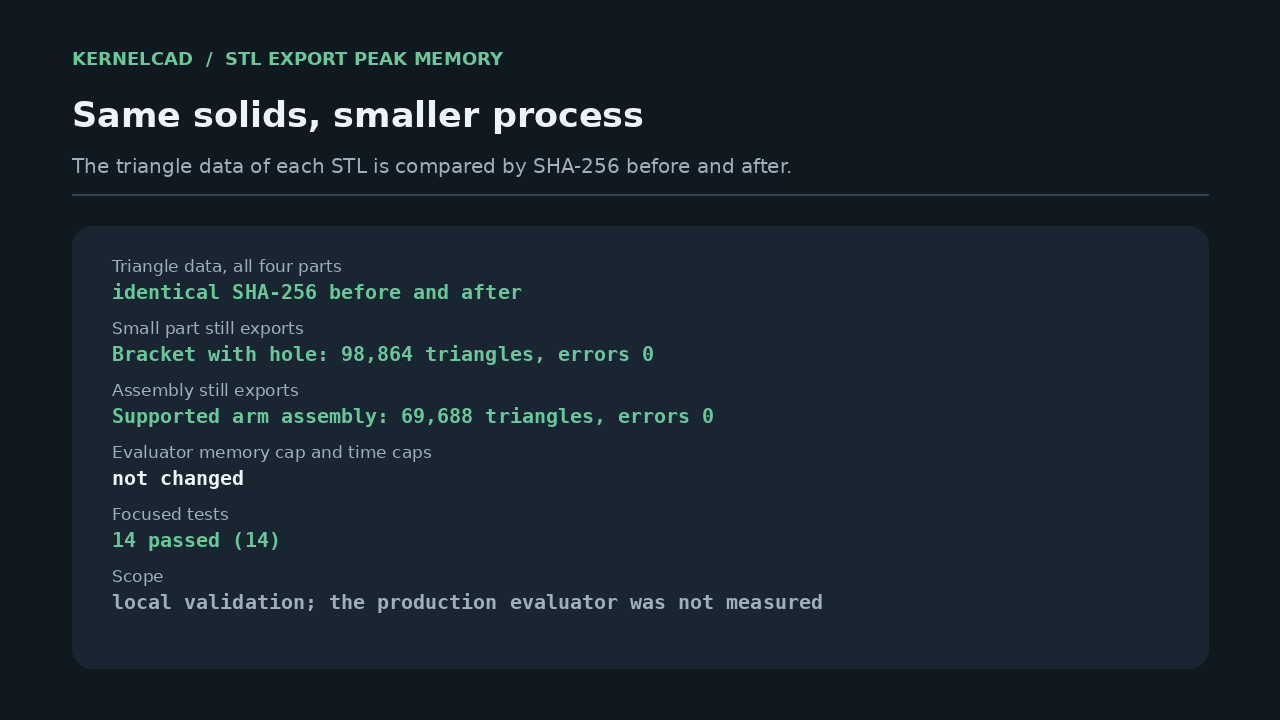 KERNELCAD / STL EXPORT PEAK MEMORY
Same solids, smaller process
The triangle data of each STL is compared by SHA-256 before and after.
Triangle data, all four parts
identical SHA-256 before and after
Small part still exports
Bracket with hole: 98,864 triangles, errors 0
Assembly still exports
Supported arm assembly: 69,688 triangles, errors 0
Evaluator memory cap and time caps
not changed
Focused tests
14 passed (14)
Scope
local validation; the production evaluator was not measured